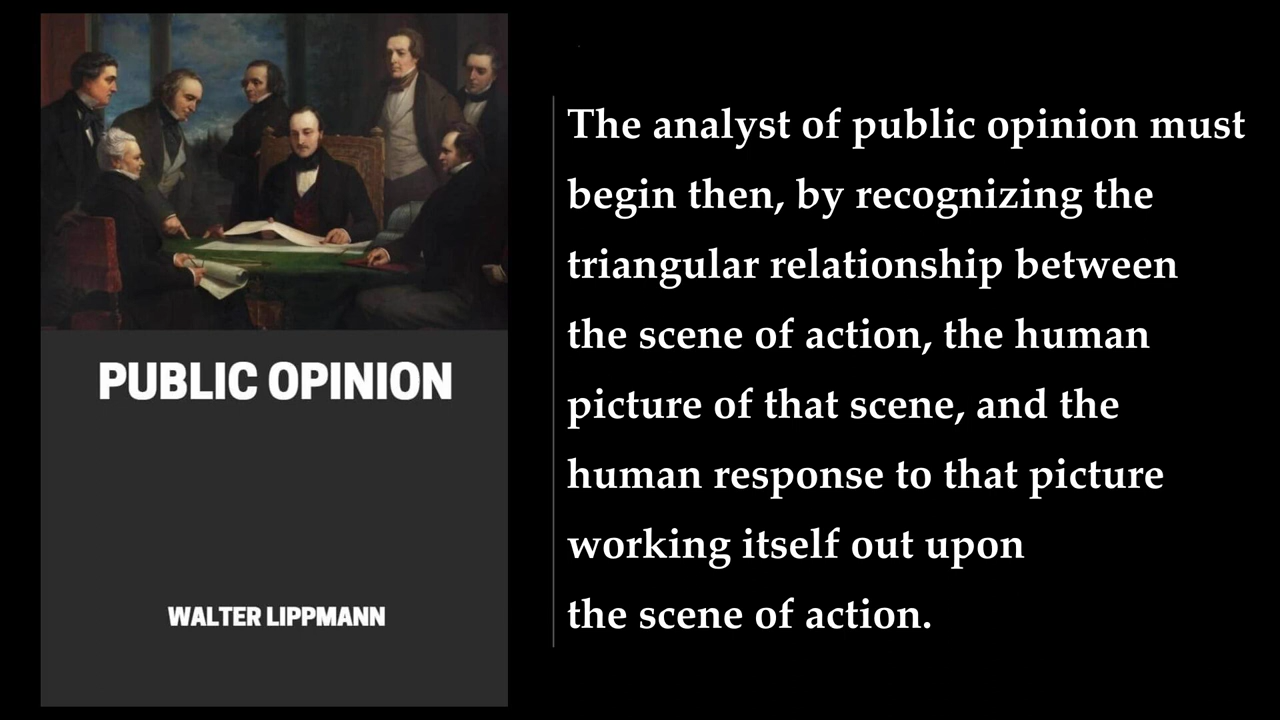 PUBLIC OPINION
WALTER LIPPMANN
The analyst of public opinion must
begin then, by recognizing the
triangular relationship between
the scene of action, the human
picture of that scene, and the
human response to that picture
working itself out upon
the scene of action.